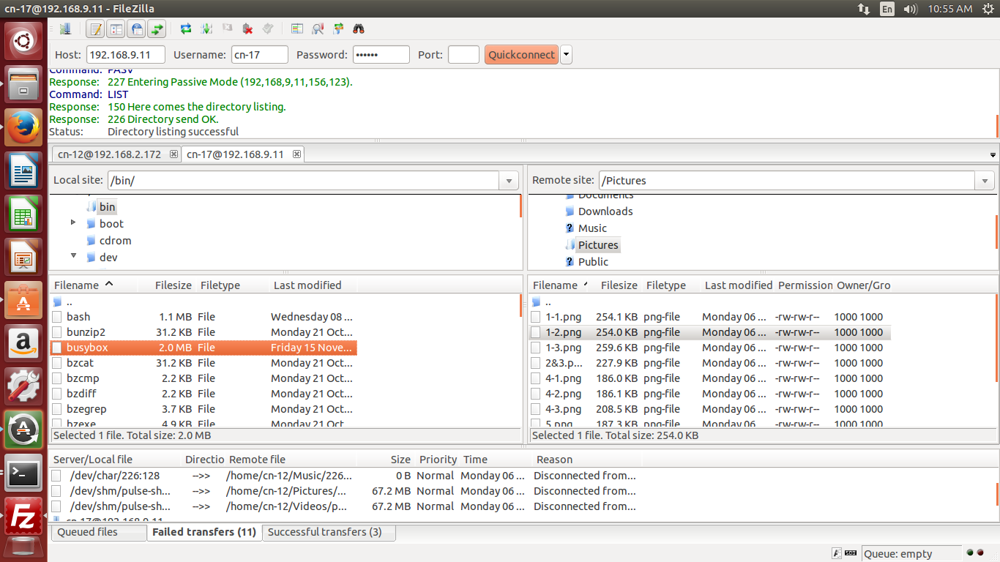 cn-17@192.168.9.11 - FileZilla
En
10:55 AM
Host: 192.168.9.11 Username: cn-17 Password: •••••• Port: Quickconnect
Command: PASV
Response: 227 Entering Passive Mode (192,168,9,11,156,123).
Command: LIST
Response: 150 Here comes the directory listing.
Response: 226 Directory send OK.
Status: Directory listing successful
cn-12@192.168.2.172
cn-17@192.168.9.11
Local site: /bin/
bin
boot
cdrom
dev
Filename Filesize Filetype Last modified
..
bash 1.1 MB File Wednesday 08 ...
bunzip2 31.2 KB File Monday 21 Oct...
busybox 2.0 MB File Friday 15 Nove...
bzcat 31.2 KB File Monday 21 Oct...
bzcmp 2.2 KB File Monday 21 Oct...
bzdiff 2.2 KB File Monday 21 Oct...
bzegrep 3.7 KB File Monday 21 Oct...
bzexe 4.9 KB File Monday 21 Oct...
Selected 1 file. Total size: 2.0 MB
Remote site: /Pictures
Documents
Downloads
Music
Pictures
Public
Filename Filesize Filetype Last modified Permission Owner/Gro
..
1-1.png 254.1 KB png-file Monday 06 ... -rw-rw-r-- 1000 1000
1-2.png 254.0 KB png-file Monday 06 ... -rw-rw-r-- 1000 1000
1-3.png 259.6 KB png-file Monday 06 ... -rw-rw-r-- 1000 1000
2&3.p... 227.9 KB png-file Monday 06 ... -rw-rw-r-- 1000 1000
4-1.png 186.0 KB png-file Monday 06 ... -rw-rw-r-- 1000 1000
4-2.png 186.1 KB png-file Monday 06 ... -rw-rw-r-- 1000 1000
4-3.png 208.5 KB png-file Monday 06 ... -rw-rw-r-- 1000 1000
5.png 187.3 KB png-file Monday 06 ... -rw-rw-r-- 1000 1000
Selected 1 file. Total size: 254.0 KB
Server/Local file Directio Remote file Size Priority Time Reason
/dev/char/226:128 -->> /home/cn-12/Music/226... 0 B Normal Monday 06 ... Disconnected from...
/dev/shm/pulse-sh... -->> /home/cn-12/Pictures/... 67.2 MB Normal Monday 06 ... Disconnected from...
/dev/shm/pulse-sh... -->> /home/cn-12/Videos/p... 67.2 MB Normal Monday 06 ... Disconnected from...
cn-17@192.168.9.11
Queued files
Failed transfers (11)
Successful transfers (3)
Queue: empty